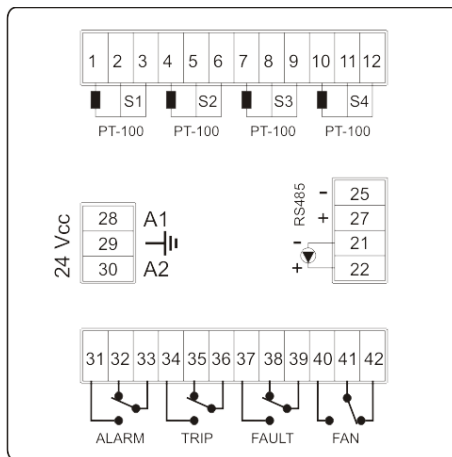 1 2 3 4 5 6 7 8 9 10 11 12
S1 S2 S3 S4
PT-100 PT-100 PT-100 PT-100
24 Vcc
28 A1
29
30 A2
RS485
- 25
+ 27
- 21
+ 22
31 32 33 34 35 36 37 38 39 40 41 42
ALARM TRIP FAULT FAN